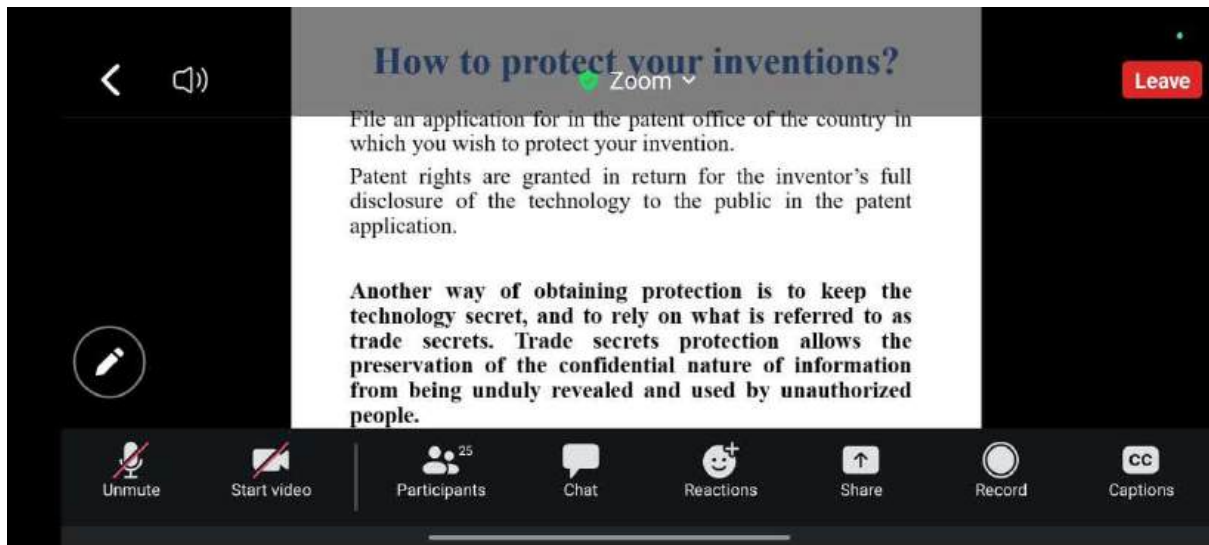 How to protect your inventions?
Zoom
Leave
File an application for in the patent office of the country in
which you wish to protect your invention.
Patent rights are granted in return for the inventor's full
disclosure of the technology to the public in the patent
application.
Another way of obtaining protection is to keep the
technology secret, and to rely on what is referred to as
trade secrets. Trade secrets protection allows the
preservation of the confidential nature of information
from being unduly revealed and used by unauthorized
people.
25
Unmute Start video Participants Chat Reactions Share Record CC Captions